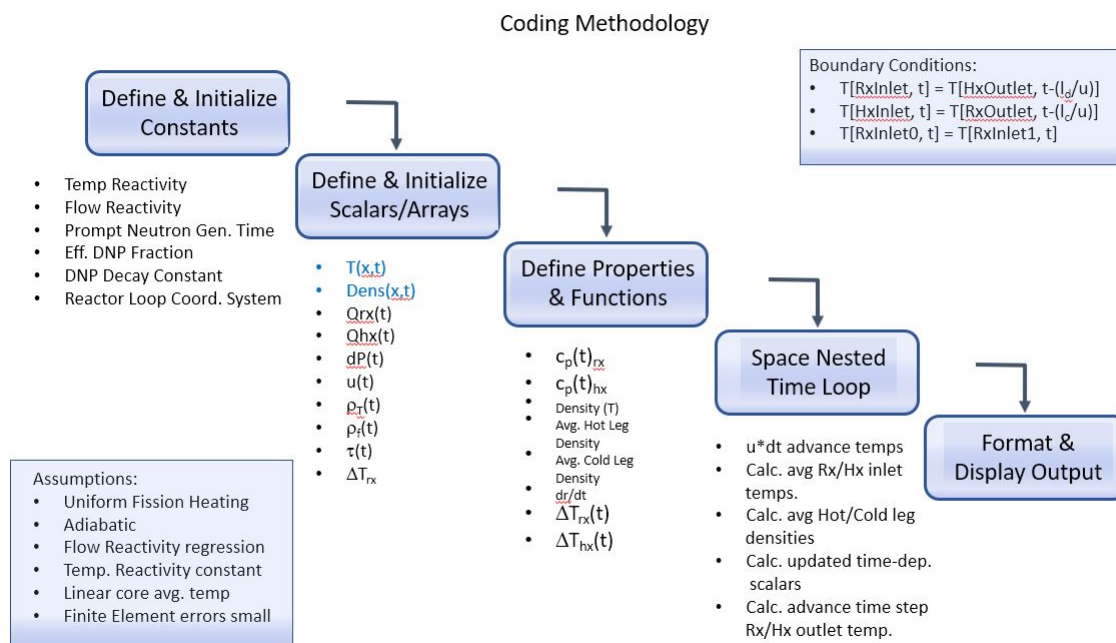 Coding Methodology
Define & Initialize
Constants
• Temp Reactivity
• Flow Reactivity
• Prompt Neutron Gen. Time
• Eff. DNP Fraction
• DNP Decay Constant
• Reactor Loop Coord. System
Define & Initialize
Scalars/Arrays
• T(x,t)
• Dens(x,t)
• Qrx(t)
• Qhx(t)
• dP(t)
• u(t)
• ρT(t)
• ρf(t)
• τ(t)
• ΔTrx
Define Properties
& Functions
• cp(t)rx
• cp(t)hx
• Density (T)
• Avg. Hot Leg
Density
• Avg. Cold Leg
Density
• dr/dt
• ΔTrx(t)
• ΔThx(t)
Space Nested
Time Loop
• u*dt advance temps
• Calc. avg Rx/Hx inlet
temps.
• Calc. avg Hot/Cold leg
densities
• Calc. updated time-dep.
scalars
• Calc. advance time step
Rx/Hx outlet temp.
Format &
Display Output
Boundary Conditions:
• T[RxInlet, t] = T[HxOutlet, t-(ld/u)]
• T[HxInlet, t] = T[RxOutlet, t-(lc/u)]
• T[RxInlet0, t] = T[RxInlet1, t]
Assumptions:
• Uniform Fission Heating
• Adiabatic
• Flow Reactivity regression
• Temp. Reactivity constant
• Linear core avg. temp
• Finite Element errors small